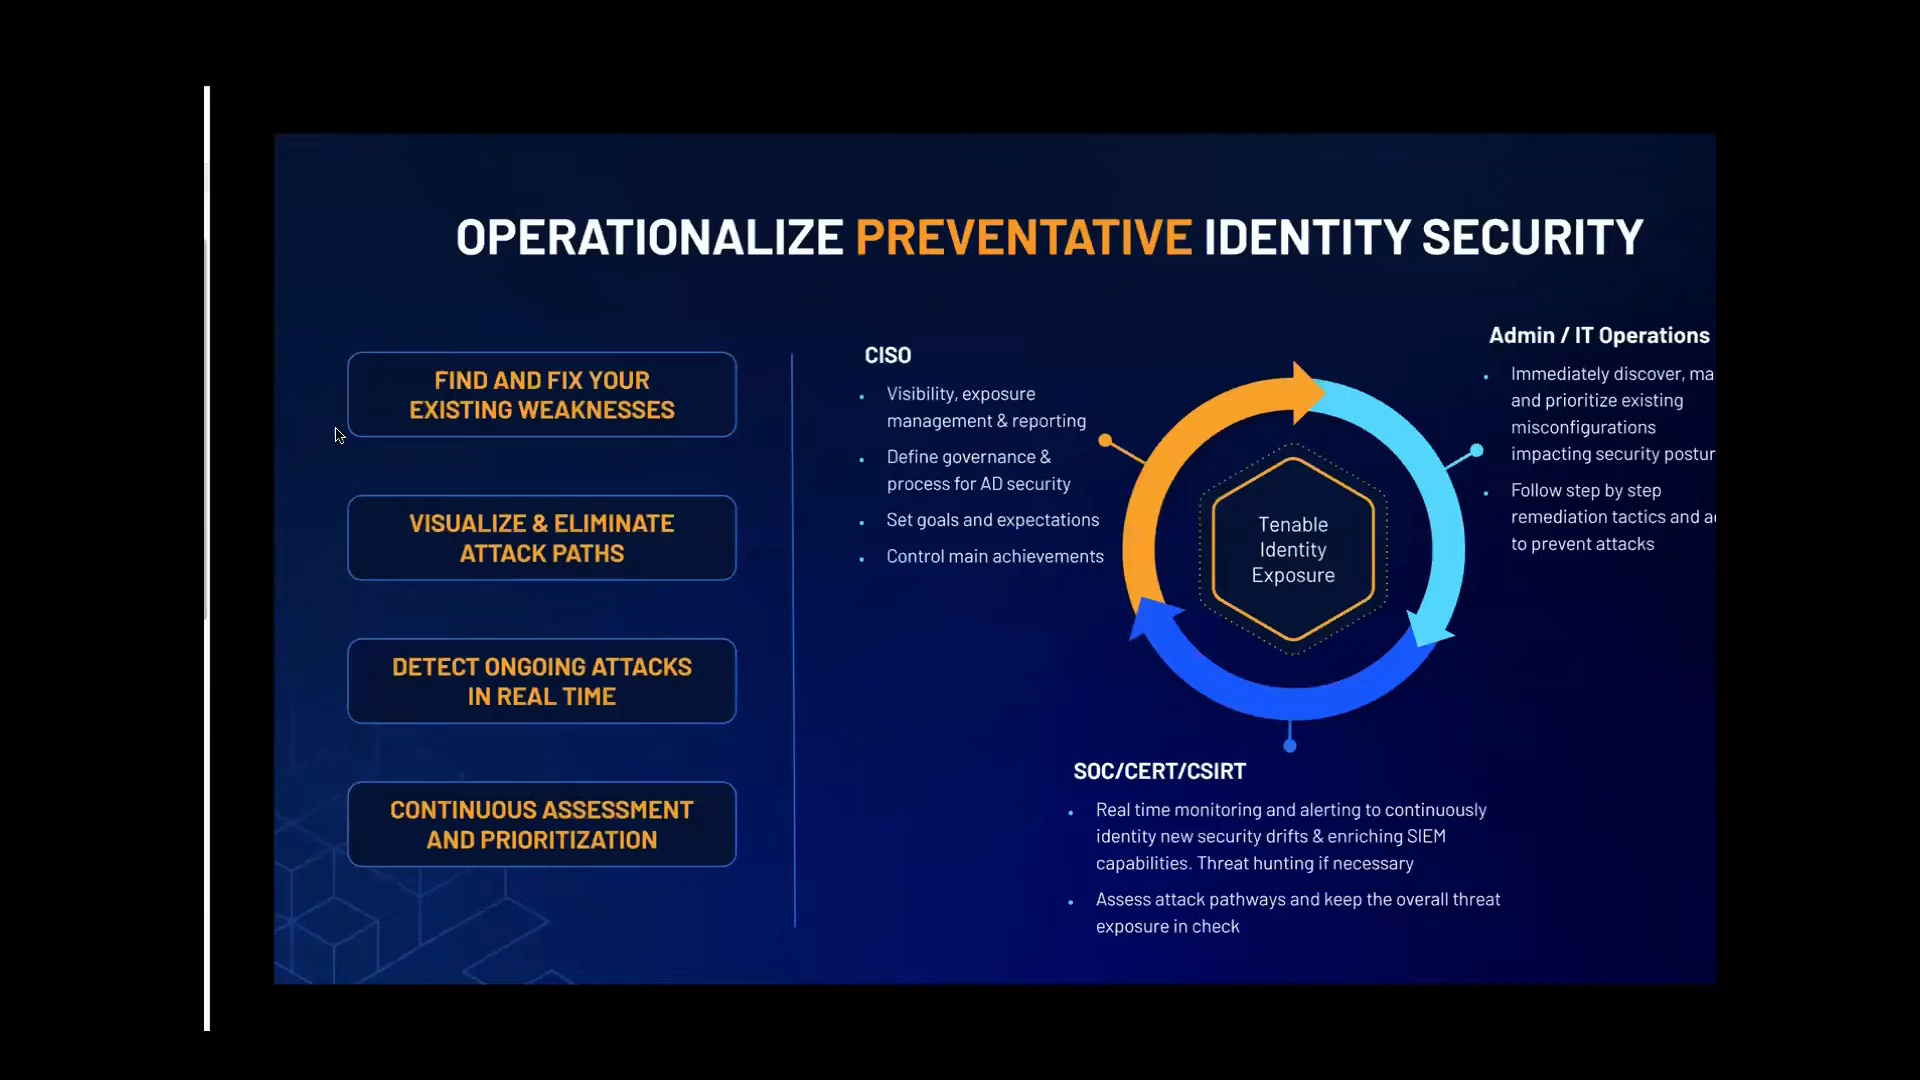 OPERATIONALIZE PREVENTATIVE IDENTITY SECURITY
FIND AND FIX YOUR
EXISTING WEAKNESSES
VISUALIZE & ELIMINATE
ATTACK PATHS
DETECT ONGOING ATTACKS
IN REAL TIME
CONTINUOUS ASSESSMENT
AND PRIORITIZATION
CISO
Visibility, exposure
management & reporting
Define governance &
process for AD security
Set goals and expectations
Control main achievements
Tenable
Identity
Exposure
Admin / IT Operations
Immediately discover,
and prioritize existing
misconfigurations
impacting security
Follow step by step
remediation tactics and
to prevent attacks
SOC/CERT/CSIRT
Real time monitoring and alerting to continuously
identity new security drifts & enriching SIEM
capabilities. Threat hunting if necessary
Assess attack pathways and keep the overall threat
exposure in check